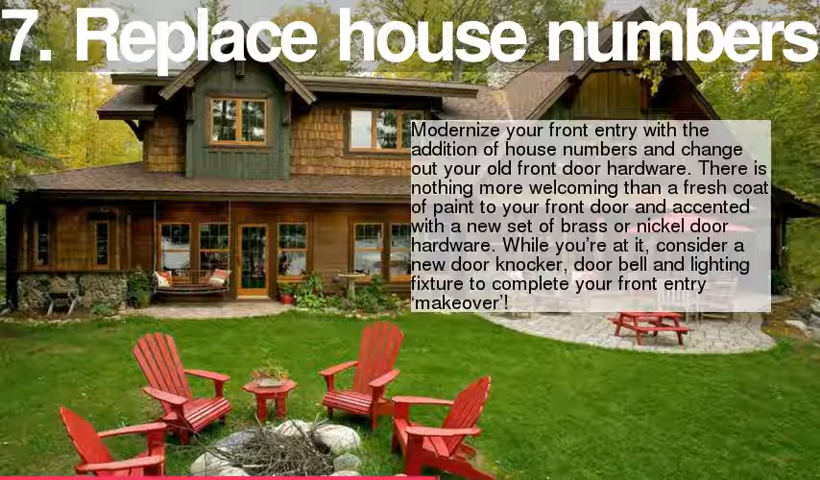 7. Replace house numbers
Modernize your front entry with the
addition of house numbers and change
out your old front door hardware. There is
nothing more welcoming than a fresh coat
of paint to your front door and accented
with a new set of brass or nickel door
hardware. While you’re at it, consider a
new door knocker, door bell and lighting
fixture to complete your front entry
‘makeover’!